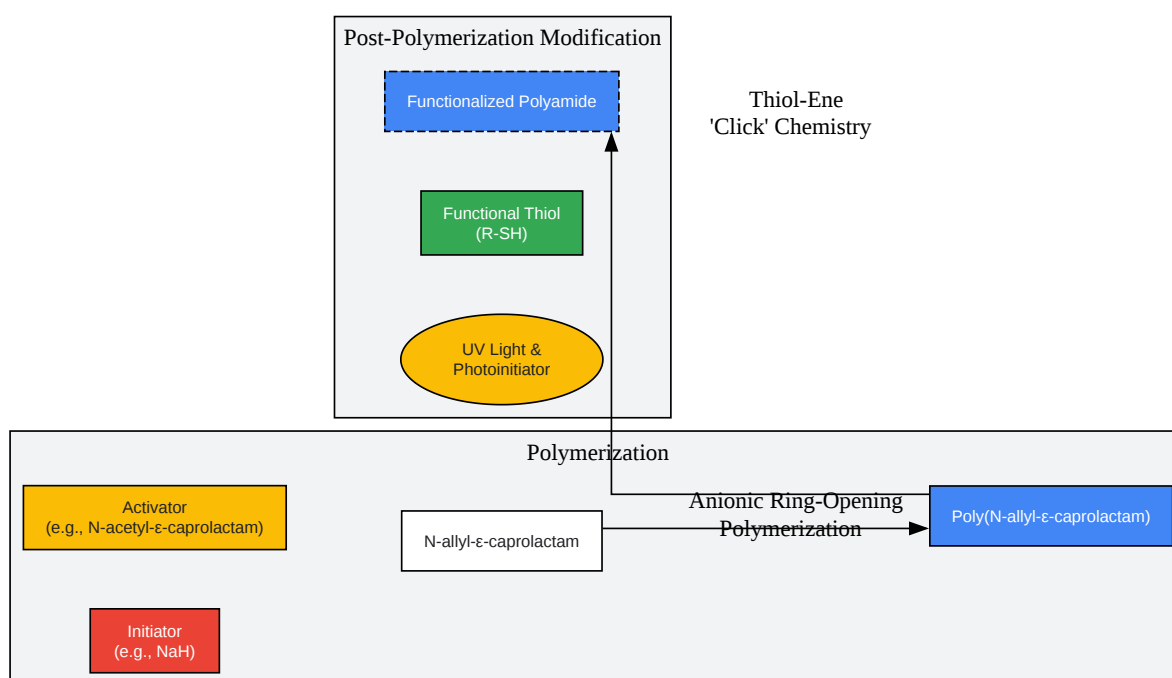 Post-Polymerization Modification
Functionalized Polyamide
Thiol-Ene
'Click' Chemistry
Functional Thiol
(R-SH)
UV Light &
Photoinitiator
Polymerization
Activator
(e.g., N-acetyl-ε-caprolactam)
N-allyl-ε-caprolactam
Anionic Ring-Opening
Polymerization
Poly(N-allyl-ε-caprolactam)
Initiator
(e.g., NaH)